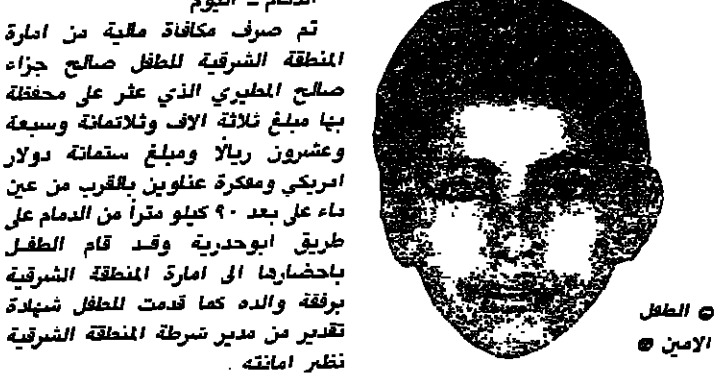 الدمام - اليوم
تم صرف مكافأة مالية من امارة
المنطقة الشرقية للطفل صالح جزاء
صالح المطيري الذي عثر على محفظة
بها مبلغ ثلاثة الاف وثلاثمائة وسبعة
وعشرون ريالاً ومبلغ ستمائة دولار
امريكي ومفكرة عناوين بالقرب من عين
ماء على بعد ٩٠ كيلو متراً من الدمام على
طريق ابوحدرية وقد قام الطفل
باحضارها الى امارة المنطقة الشرقية
برفقة والده كما قدمت للطفل شهادة
تقدير من مدير شرطة المنطقة الشرقية
نظير امانته .
الطفل
الامين